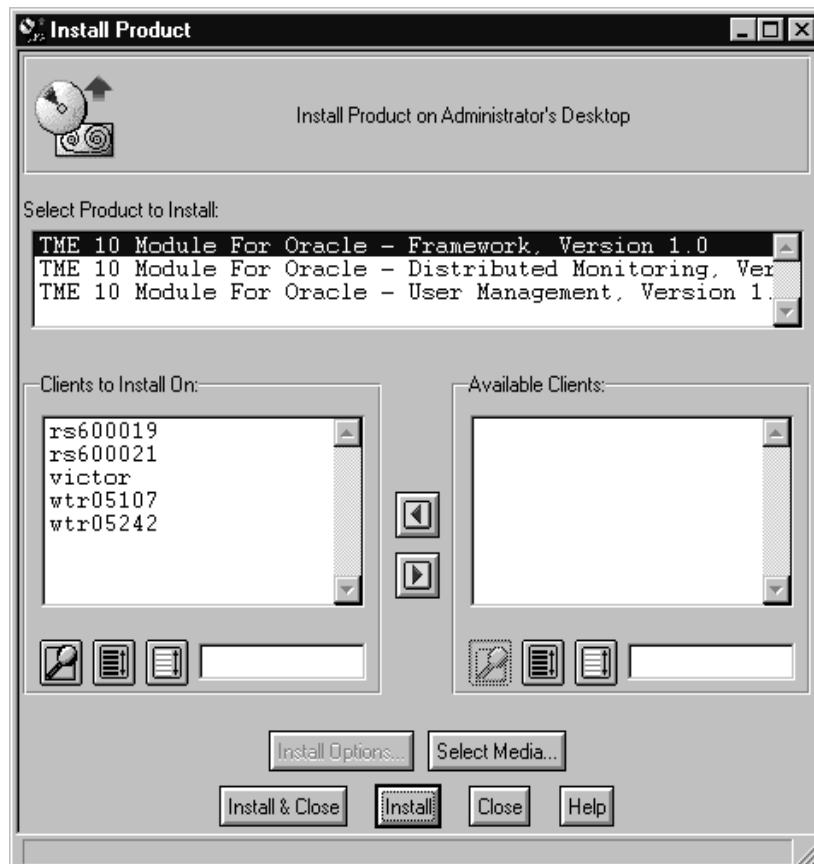 Install Product
Install Product on Administrator's Desktop
Select Product to Install:
TME 10 Module For Oracle - Framework, Version 1.0
TME 10 Module For Oracle - Distributed Monitoring, Ver
TME 10 Module For Oracle - User Management, Version 1.
Clients to Install On:
rs600019
rs600021
victor
wtr05107
wtr05242
Available Clients:
Install Options...
Select Media...
Install & Close
Install
Close
Help